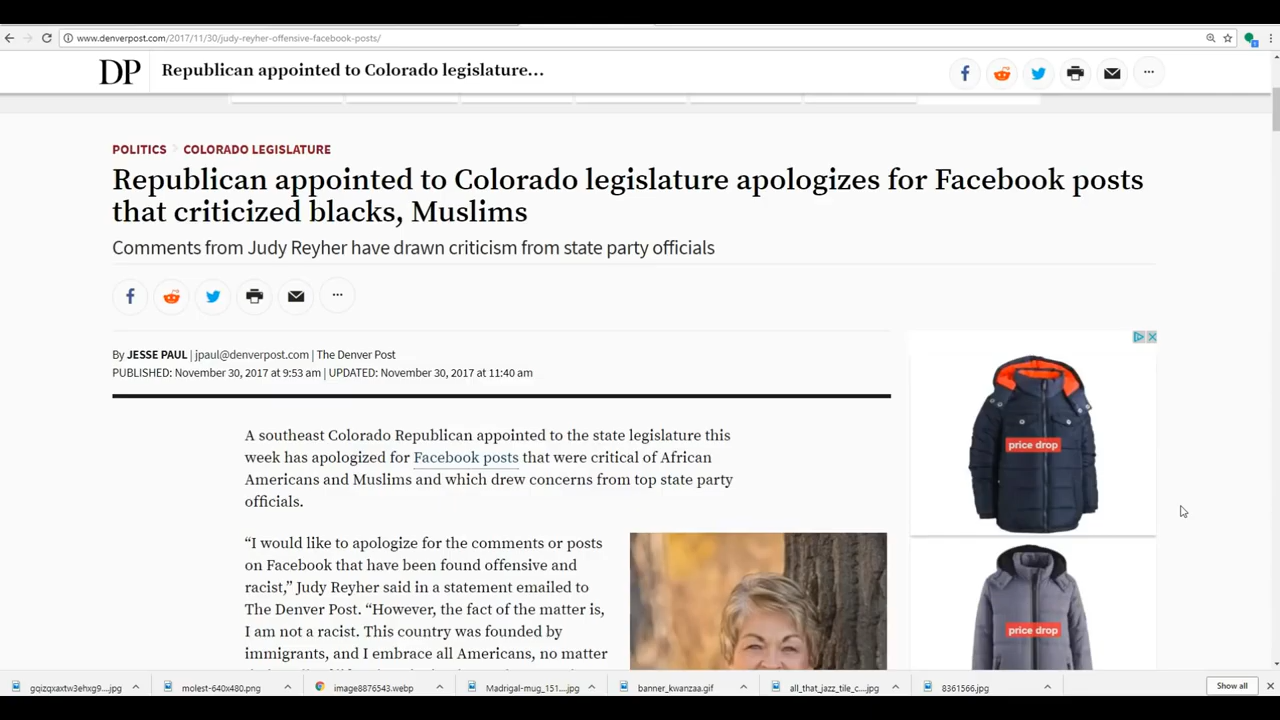 www.denverpost.com/2017/11/30/judy-reyher-offensive-facebook-posts/
DP
Republican appointed to Colorado legislature...
POLITICS
COLORADO LEGISLATURE
Republican appointed to Colorado legislature apologizes for Facebook posts
that criticized blacks, Muslims
Comments from Judy Reyher have drawn criticism from state party officials
By JESSE PAUL | jpaul@denverpost.com | The Denver Post
PUBLISHED: November 30, 2017 at 9:53 am | UPDATED: November 30, 2017 at 11:40 am
price drop
A southeast Colorado Republican appointed to the state legislature this
week has apologized for Facebook posts that were critical of African
Americans and Muslims and which drew concerns from top state party
officials.
“I would like to apologize for the comments or posts
on Facebook that have been found offensive and
racist,” Judy Reyher said in a statement emailed to
The Denver Post. “However, the fact of the matter is,
I am not a racist. This country was founded by
immigrants, and I embrace all Americans, no matter
price drop
gqizqxaxtw3ehxg9....jpg
molest-640x480.png
image8876543.webp
Madrigal-mug_151....jpg
banner_kwanzaa.gif
all_that_jazz_tile_c....jpg
8361566.jpg
Show all